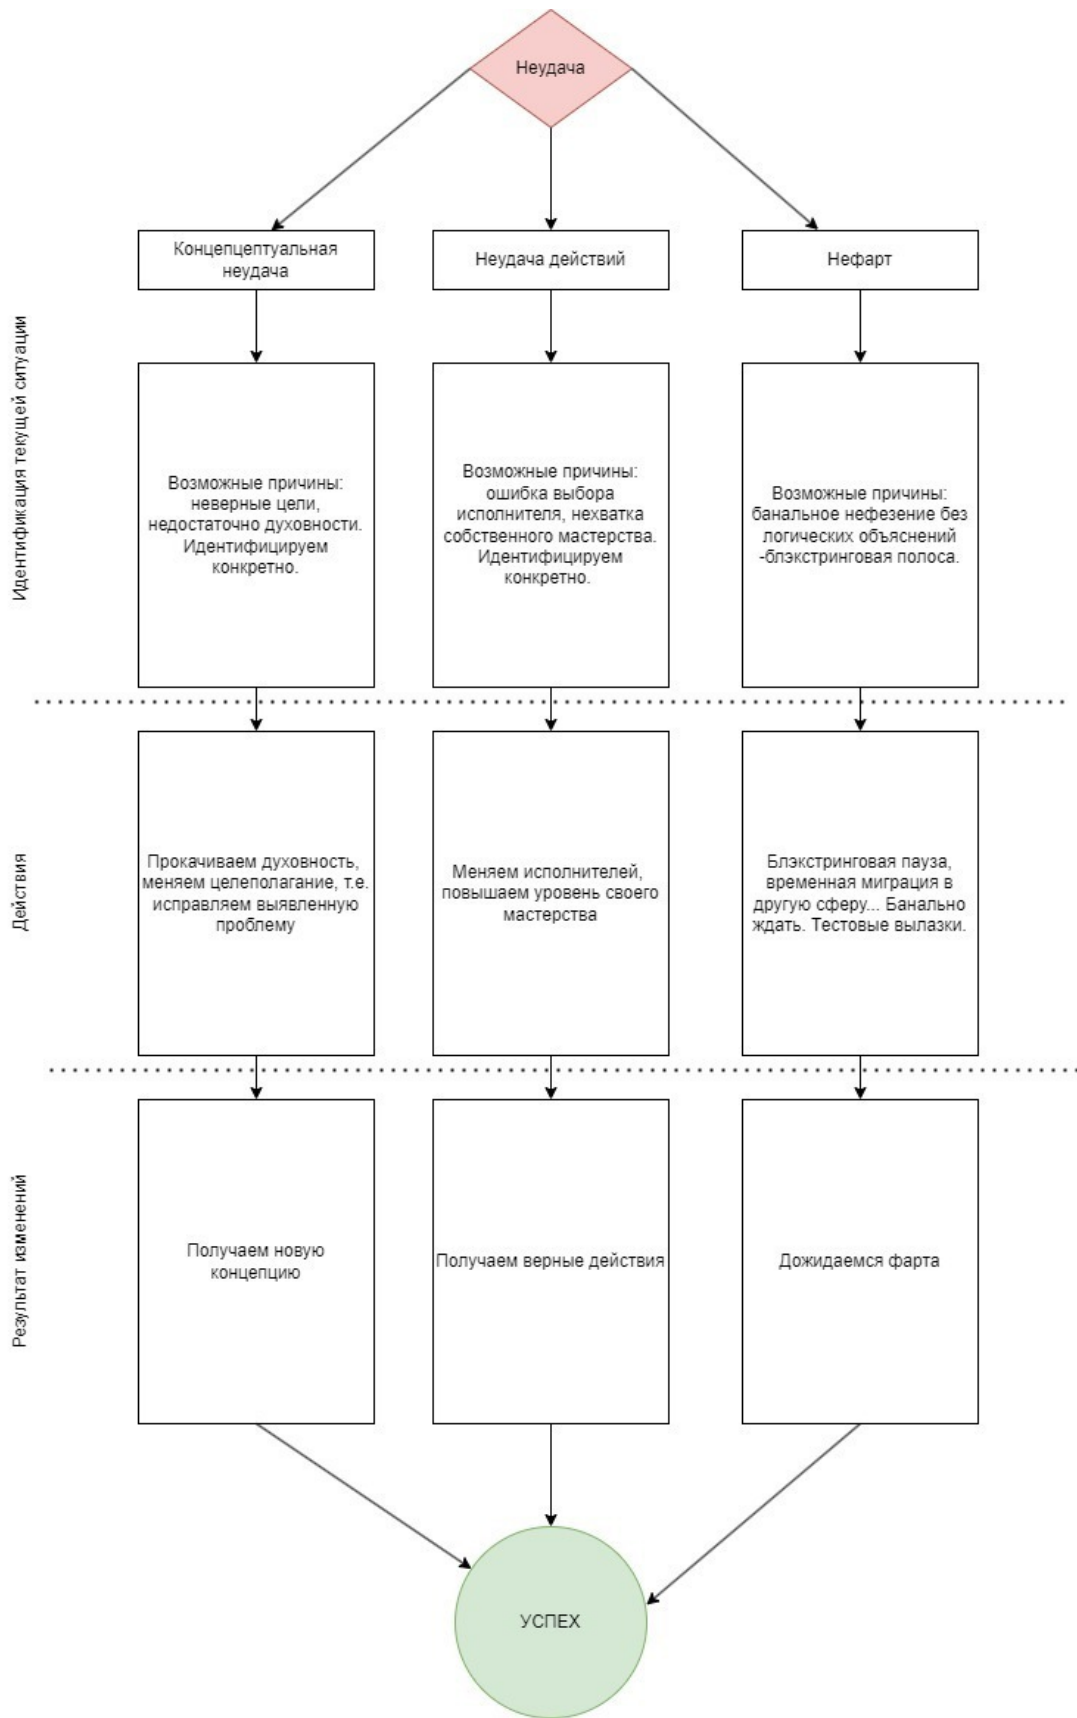 Неудача
Концепцептуальная
неудача
Неудача действий
Нефарт
Идентификация текущей ситуации
Возможные причины:
неверные цели,
недостаточно духовности.
Идентифицируем
конкретно.
Возможные причины:
ошибка выбора
исполнителя, нехватка
собственного мастерства.
Идентифицируем
конкретно.
Возможные причины:
банальное нефезение без
логических объяснений
-блэкстринговая полоса.
Действия
Прокачиваем духовность,
меняем целеполагание, т.е.
исправляем выявленную
проблему
Меняем исполнителей,
повышаем уровень своего
мастерства
Блэкстринговая пауза,
временная миграция в
другую сферу... Банально
ждать. Тестовые вылазки.
Результат изменений
Получаем новую
концепцию
Получаем верные действия
Дожидаемся фарта
УСПЕХ